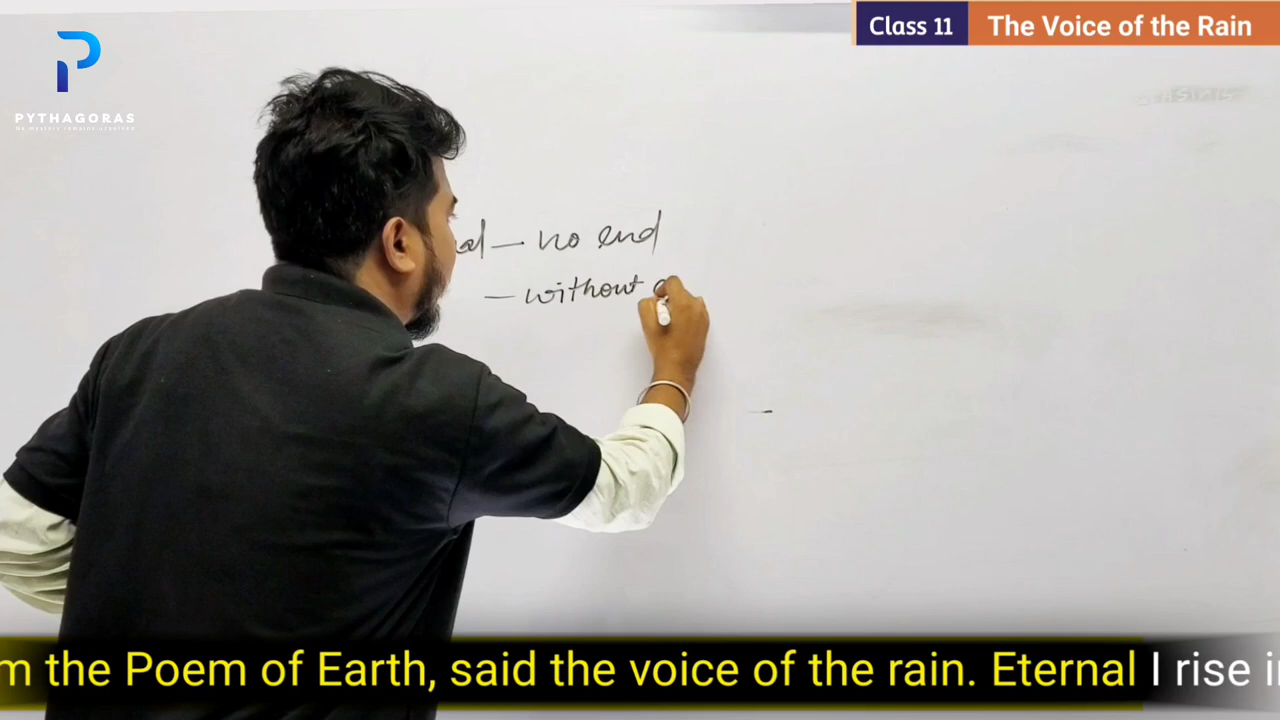 Class 11 The Voice of the Rain
PYTHAGORAS
al – no end
– without
m the Poem of Earth, said the voice of the rain. Eternal I rise i